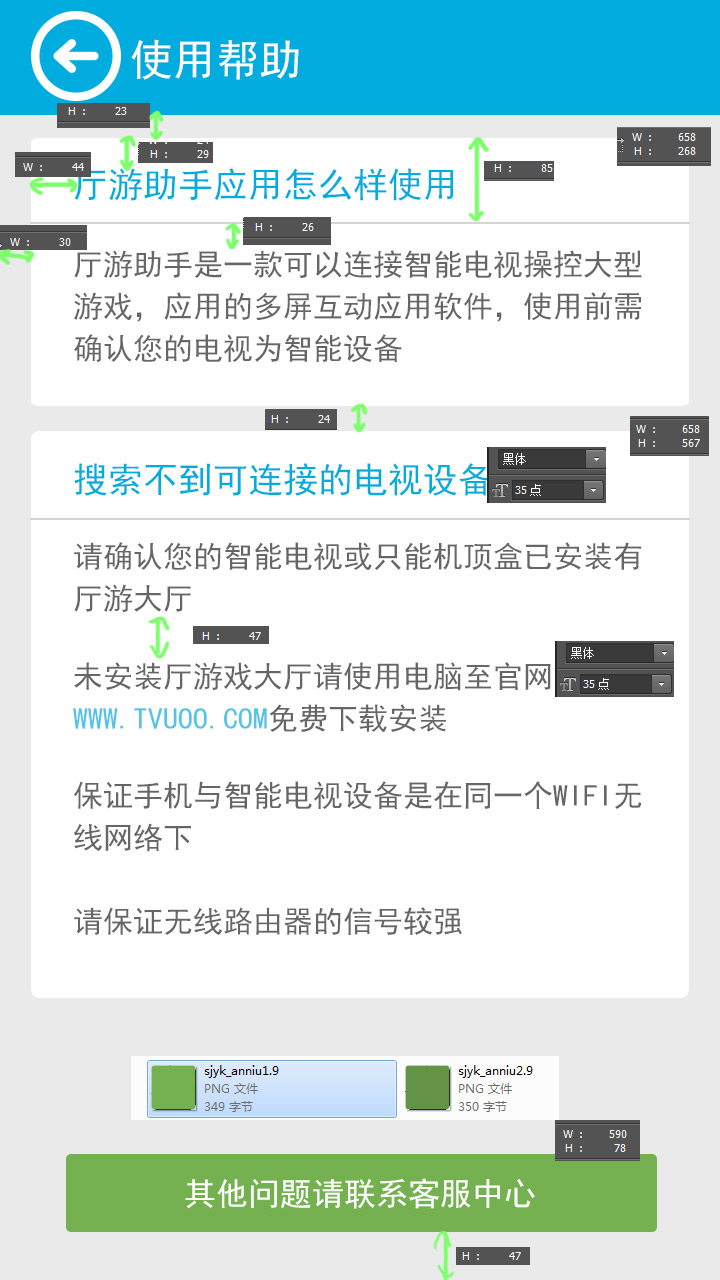 使用帮助
H : 23
H : 29
W : 44
W : 658
H : 268
H : 85
厅游助手应用怎么样使用
H : 26
W : 30
厅游助手是一款可以连接智能电视操控大型
游戏，应用的多屏互动应用软件，使用前需
确认您的电视为智能设备
H : 24
W : 658
H : 567
黑体
搜索不到可连接的电视设备
35 点
请确认您的智能电视或只能机顶盒已安装有
厅游大厅
H : 47
黑体
未安装厅游戏大厅请使用电脑至官网
35 点
WWW.TVUOO.COM免费下载安装
保证手机与智能电视设备是在同一个WIFI无
线网络下
请保证无线路由器的信号较强
sjyk_anniu1.9
PNG 文件
349 字节
sjyk_anniu2.9
PNG 文件
350 字节
W : 590
H : 78
其他问题请联系客服中心
H : 47